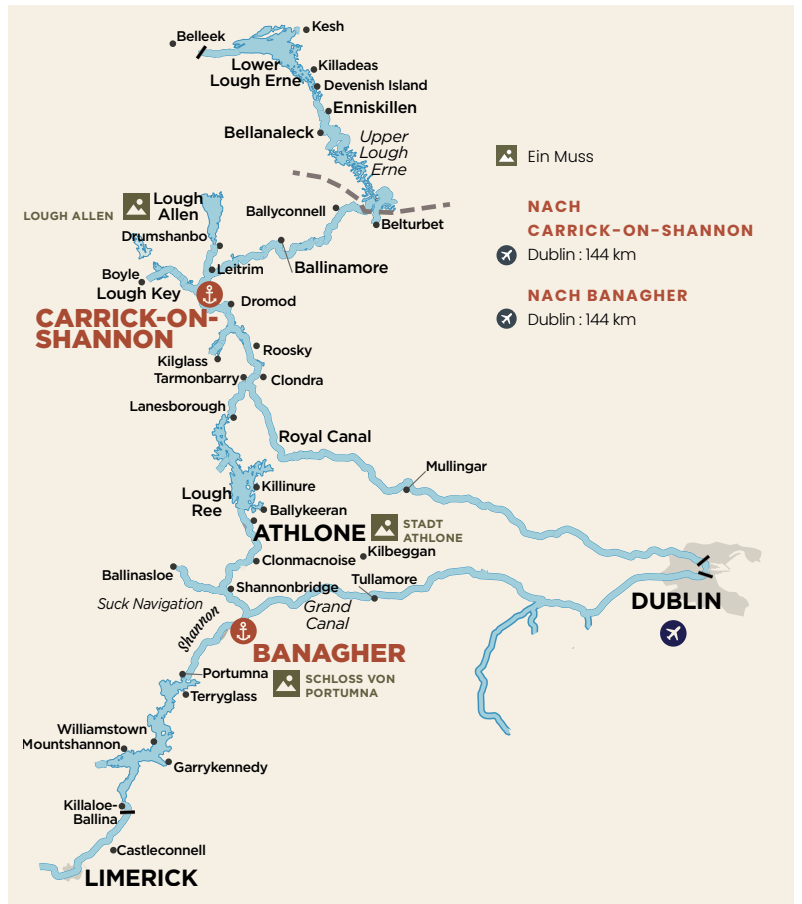 Kesh
Belleek
Lower
Lough Erne
Killadeas
Devenish Island
Enniskillen
Bellanaleck
Upper
Lough
Erne
Ein Muss
LOUGH ALLEN
Lough
Allen
Ballyconnell
NACH
CARRICK-ON-SHANNON
Dublin : 144 km
Belturbet
Drumshanbo
Boyle
Leitrim
Ballinamore
Lough Key
NACH BANAGHER
Dublin : 144 km
Dromod
CARRICK-ON-
SHANNON
Roosky
Kilglass
Tarmonbarry
Clondra
Lanesborough
Royal Canal
Mullingar
Lough
Ree
Killinure
Ballykeeran
ATHLONE
STADT
ATHLONE
Clonmacnoise
Kilbeggan
Ballinasloe
Shannonbridge
Tullamore
Suck Navigation
Grand
Canal
DUBLIN
Shannon
BANAGHER
Portumna
SCHLOSS VON
PORTUMNA
Terryglass
Williamstown
Mountshannon
Garrykennedy
Killaloe-
Ballina
Castleconnell
LIMERICK